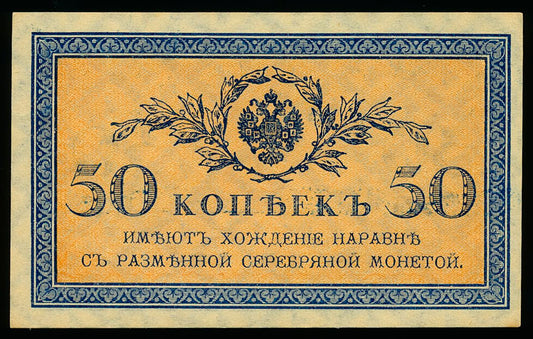 50 КОПѢЕКЪ 50
ИМѢЮТЪ ХОЖДЕНІЕ НАРАВНѢ
СЪ РАЗМѢННОЙ СЕРЕБРЯНОЙ МОНЕТОЙ.